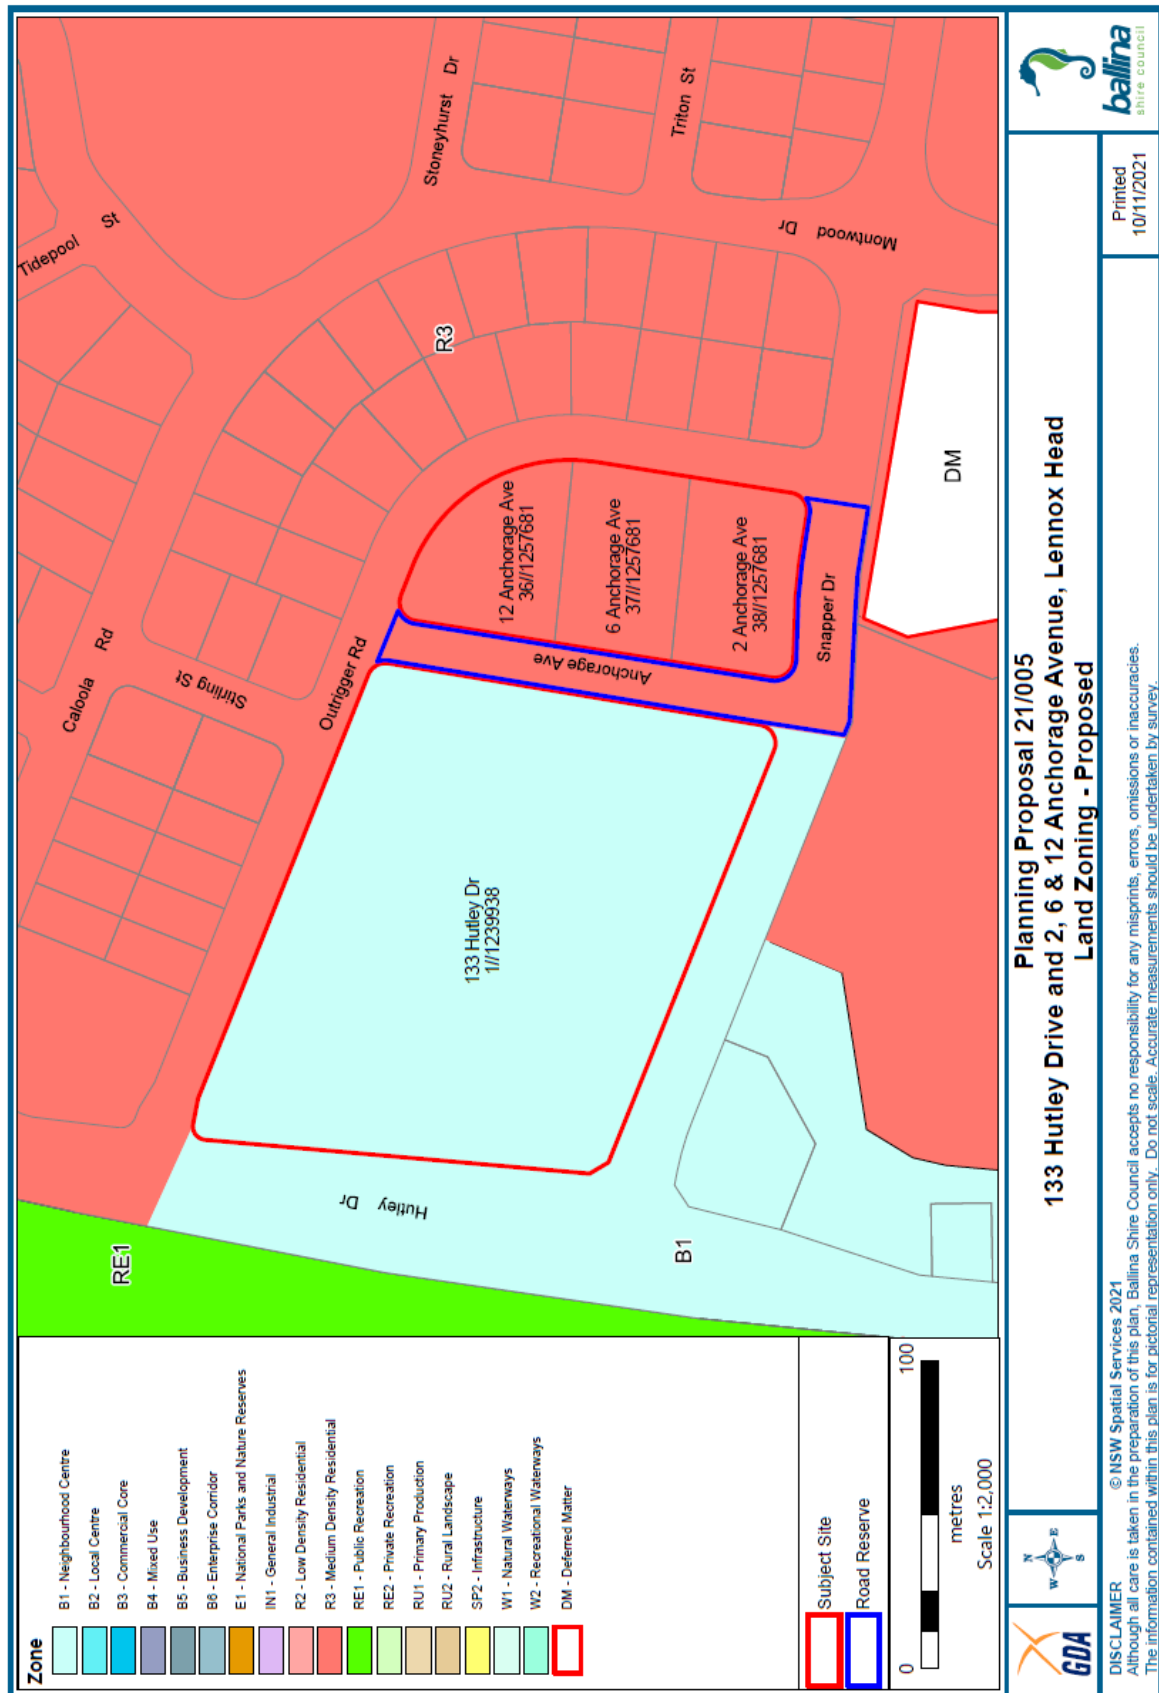 Zone
B1 - Neighbourhood Centre
B2 - Local Centre
B3 - Commercial Core
B4 - Mixed Use
B5 - Business Development
B6 - Enterprise Corridor
E1 - National Parks and Nature Reserves
IN1 - General Industrial
R2 - Low Density Residential
R3 - Medium Density Residential
RE1 - Public Recreation
RE2 - Private Recreation
RU1 - Primary Production
RU2 - Rural Landscape
SP2 - Infrastructure
W1 - Natural Waterways
W2 - Recreational Waterways
DM - Deferred Matter
Subject Site
Road Reserve
0
100
metres
Scale 1:2,000
RE1
Hutley Dr
B1
133 Hutley Dr
1//1239938
Caloola Rd
Stirling St
Outrigger Rd
Tidepool St
Anchorage Ave
12 Anchorage Ave
36//1257681
6 Anchorage Ave
37//1257681
2 Anchorage Ave
38//1257681
Snapper Dr
R3
Stoneyhurst Dr
Triton St
Montwood Dr
DM
GDA
N
W
E
S
Planning Proposal 21/005
133 Hutley Drive and 2, 6 & 12 Anchorage Avenue, Lennox Head
Land Zoning - Proposed
DISCLAIMER
© NSW Spatial Services 2021
Although all care is taken in the preparation of this plan, Ballina Shire Council accepts no responsibility for any misprints, errors, omissions or inaccuracies.
The information contained within this plan is for pictorial representation only. Do not scale. Accurate measurements should be undertaken by survey.
Printed
10/11/2021
ballina
shire council